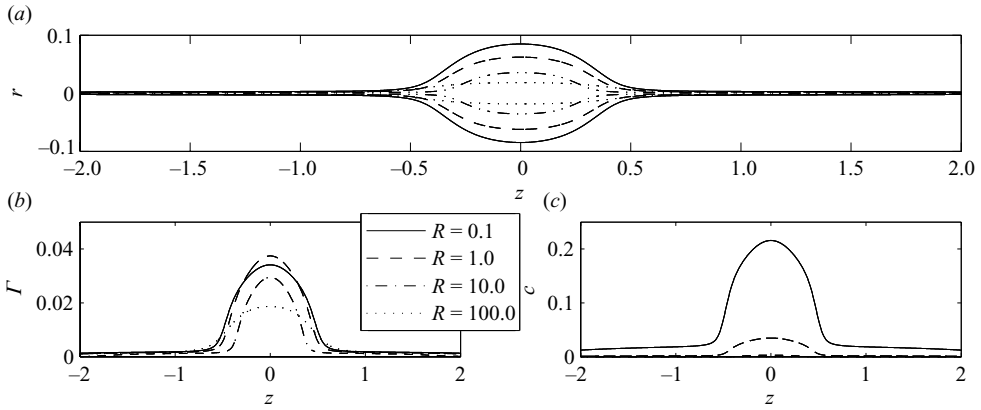 (a)
0.1
r
0
–0.1
–2.0 –1.5 –1.0 –0.5 0 0.5 1.0 1.5 2.0
z
(b)
0.04
Γ
0.02
0
–2 –1 0 1 2
z
R = 0.1
R = 1.0
R = 10.0
R = 100.0
(c)
0.2
c
0.1
0
–2 –1 0 1 2
z